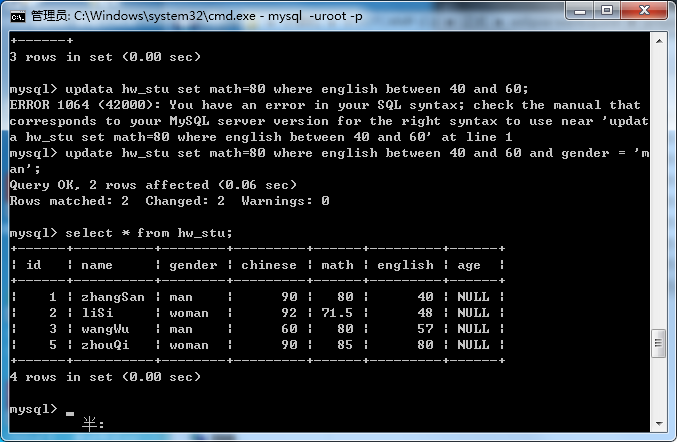 管理员: C:\Windows\system32\cmd.exe - mysql  -uroot -p
+------+
3 rows in set (0.00 sec)
mysql> updata hw_stu set math=80 where english between 40 and 60;
ERROR 1064 (42000): You have an error in your SQL syntax; check the manual that
corresponds to your MySQL server version for the right syntax to use near 'updat
a hw_stu set math=80 where english between 40 and 60' at line 1
mysql> update hw_stu set math=80 where english between 40 and 60 and gender = 'm
an';
Query OK, 2 rows affected (0.06 sec)
Rows matched: 2  Changed: 2  Warnings: 0
mysql> select * from hw_stu;
+------+----------+--------+---------+------+---------+------+
| id   | name     | gender | chinese | math | english | age  |
+------+----------+--------+---------+------+---------+------+
|    1 | zhangSan | man    |      90 |   80 |      40 | NULL |
|    2 | liSi     | woman  |      92 | 71.5 |      48 | NULL |
|    3 | wangWu   | man    |      60 |   80 |      57 | NULL |
|    5 | zhouQi   | woman  |      90 |   85 |      80 | NULL |
+------+----------+--------+---------+------+---------+------+
4 rows in set (0.00 sec)
mysql> _
半: